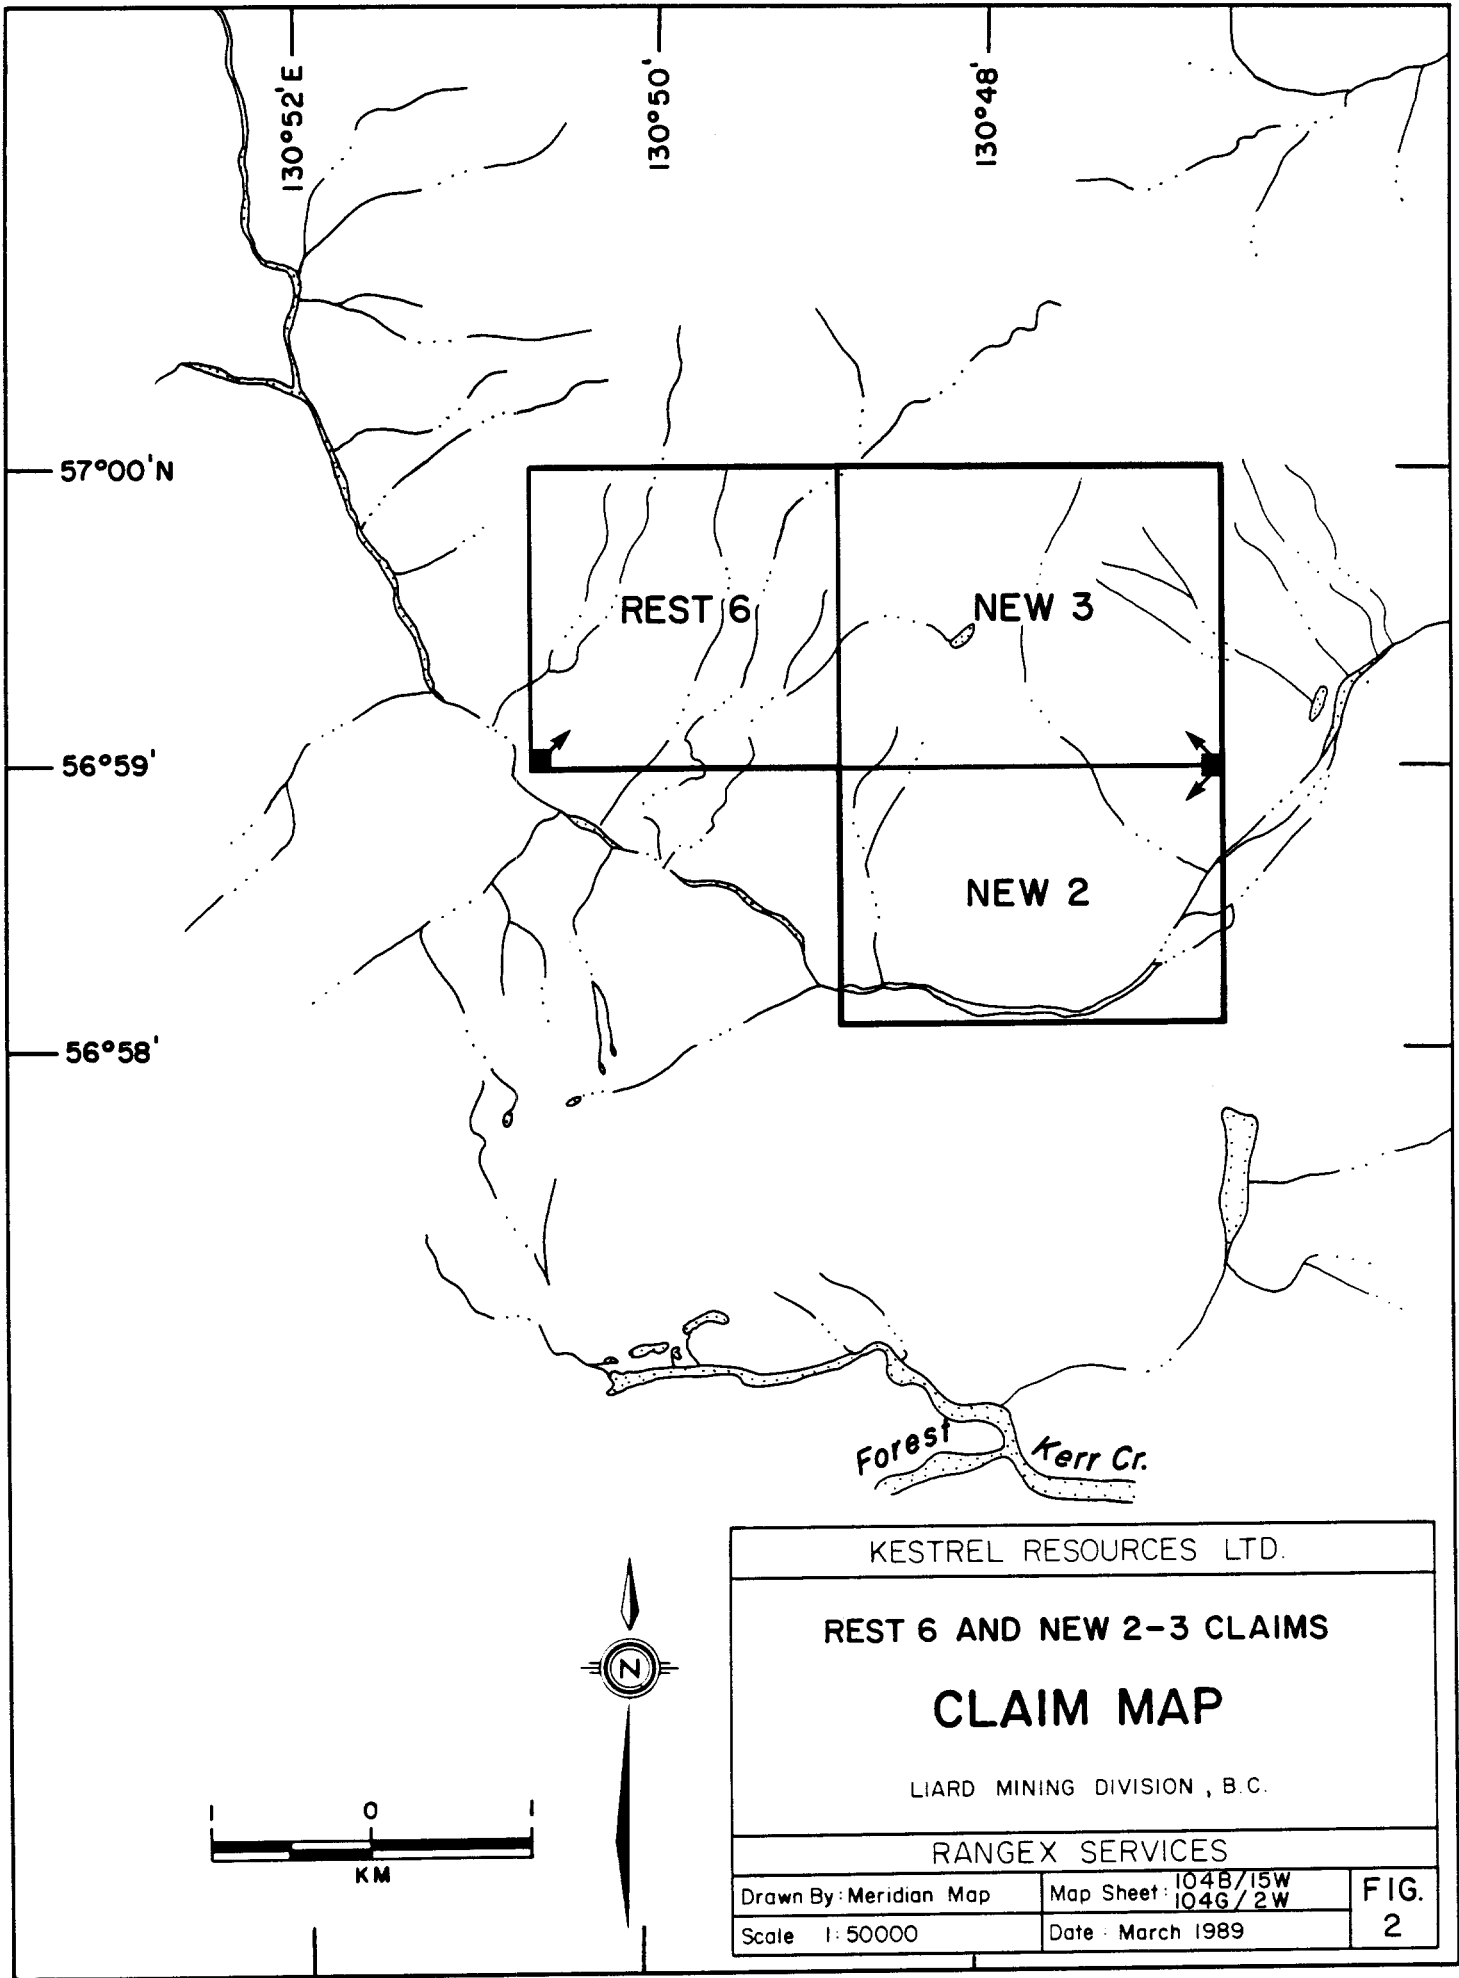 130°52'E
130°50'
130°48'
57°00'N
REST 6
NEW 3
56°59'
NEW 2
56°58'
Forest Kerr Cr.
KESTREL RESOURCES LTD.
REST 6 AND NEW 2-3 CLAIMS
CLAIM MAP
LIARD MINING DIVISION , B.C.
RANGEX SERVICES
Drawn By: Meridian Map
Map Sheet: 104B/15W
104G/2W
FIG.
2
Scale 1:50000
Date : March 1989
N
1 0 1
KM